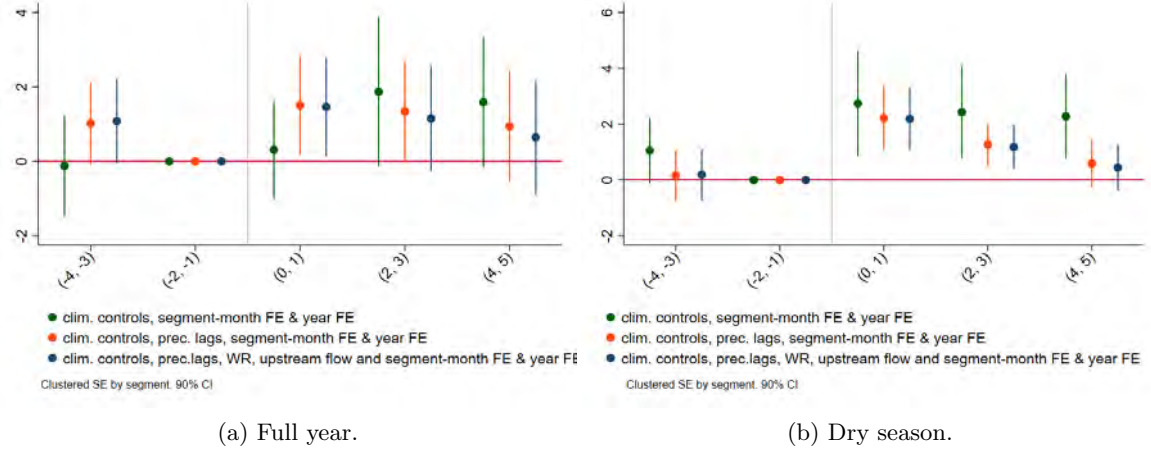 4
2
0
-2
(-4, -3)
(-2, -1)
(0, 1)
(2, 3)
(4, 5)
clim. controls, segment-month FE & year FE
clim. controls, prec. lags, segment-month FE & year FE
clim. controls, prec.lags, WR, upstream flow and segment-month FE & year FE
Clustered SE by segment. 90% CI
(a) Full year.
6
4
2
0
-2
(-4, -3)
(-2, -1)
(0, 1)
(2, 3)
(4, 5)
clim. controls, segment-month FE & year FE
clim. controls, prec. lags, segment-month FE & year FE
clim. controls, prec.lags, WR, upstream flow and segment-month FE & year FE
Clustered SE by segment. 90% CI
(b) Dry season.